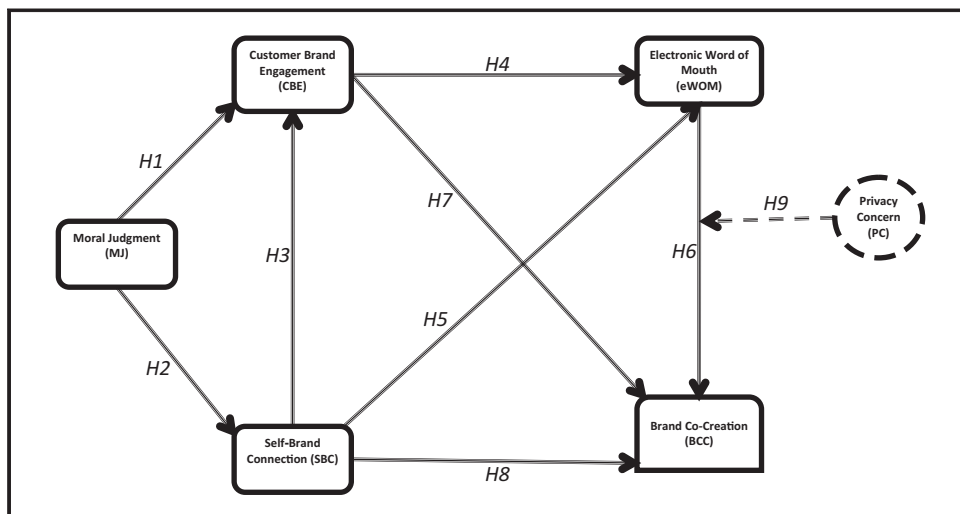 Customer Brand
Engagement
(CBE)
Electronic Word of
Mouth
(eWOM)
H4
H1
H7
H9
Privacy
Concern
(PC)
Moral Judgment
(MJ)
H3
H6
H5
H2
Self-Brand
Connection (SBC)
Brand Co-Creation
(BCC)
H8